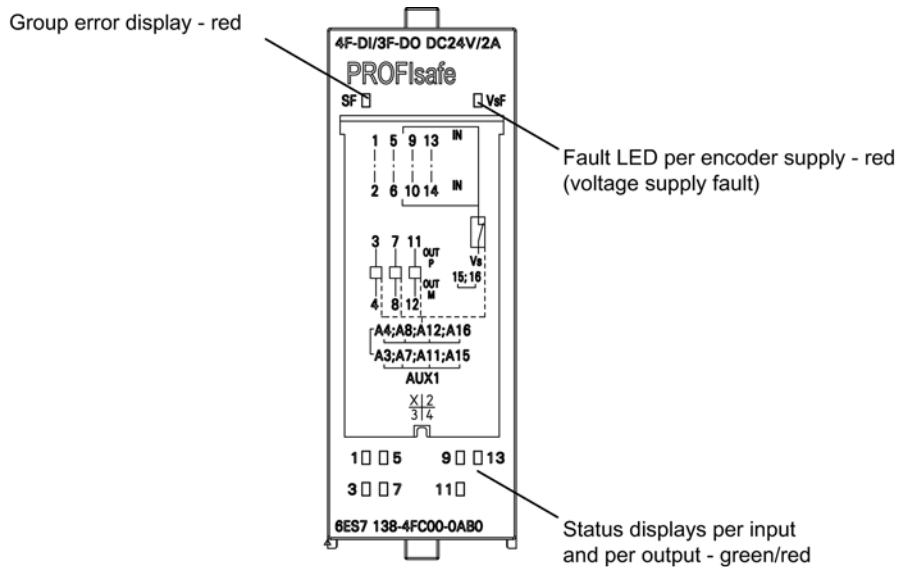 Group error display - red
4F-DI/3F-DO DC24V/2A
PROFIsafe
SF VsF
Fault LED per encoder supply - red
(voltage supply fault)
1 5 9 13 IN
2 6 10 14 IN
3 7 11 OUT P
Vs
15; 16
OUT M
4 8 12
A4;A8;A12;A16
A3;A7;A11;A15
AUX1
X 2
3 4
1 5 9 13
3 7 11
6ES7 138-4FC00-0AB0
Status displays per input
and per output - green/red